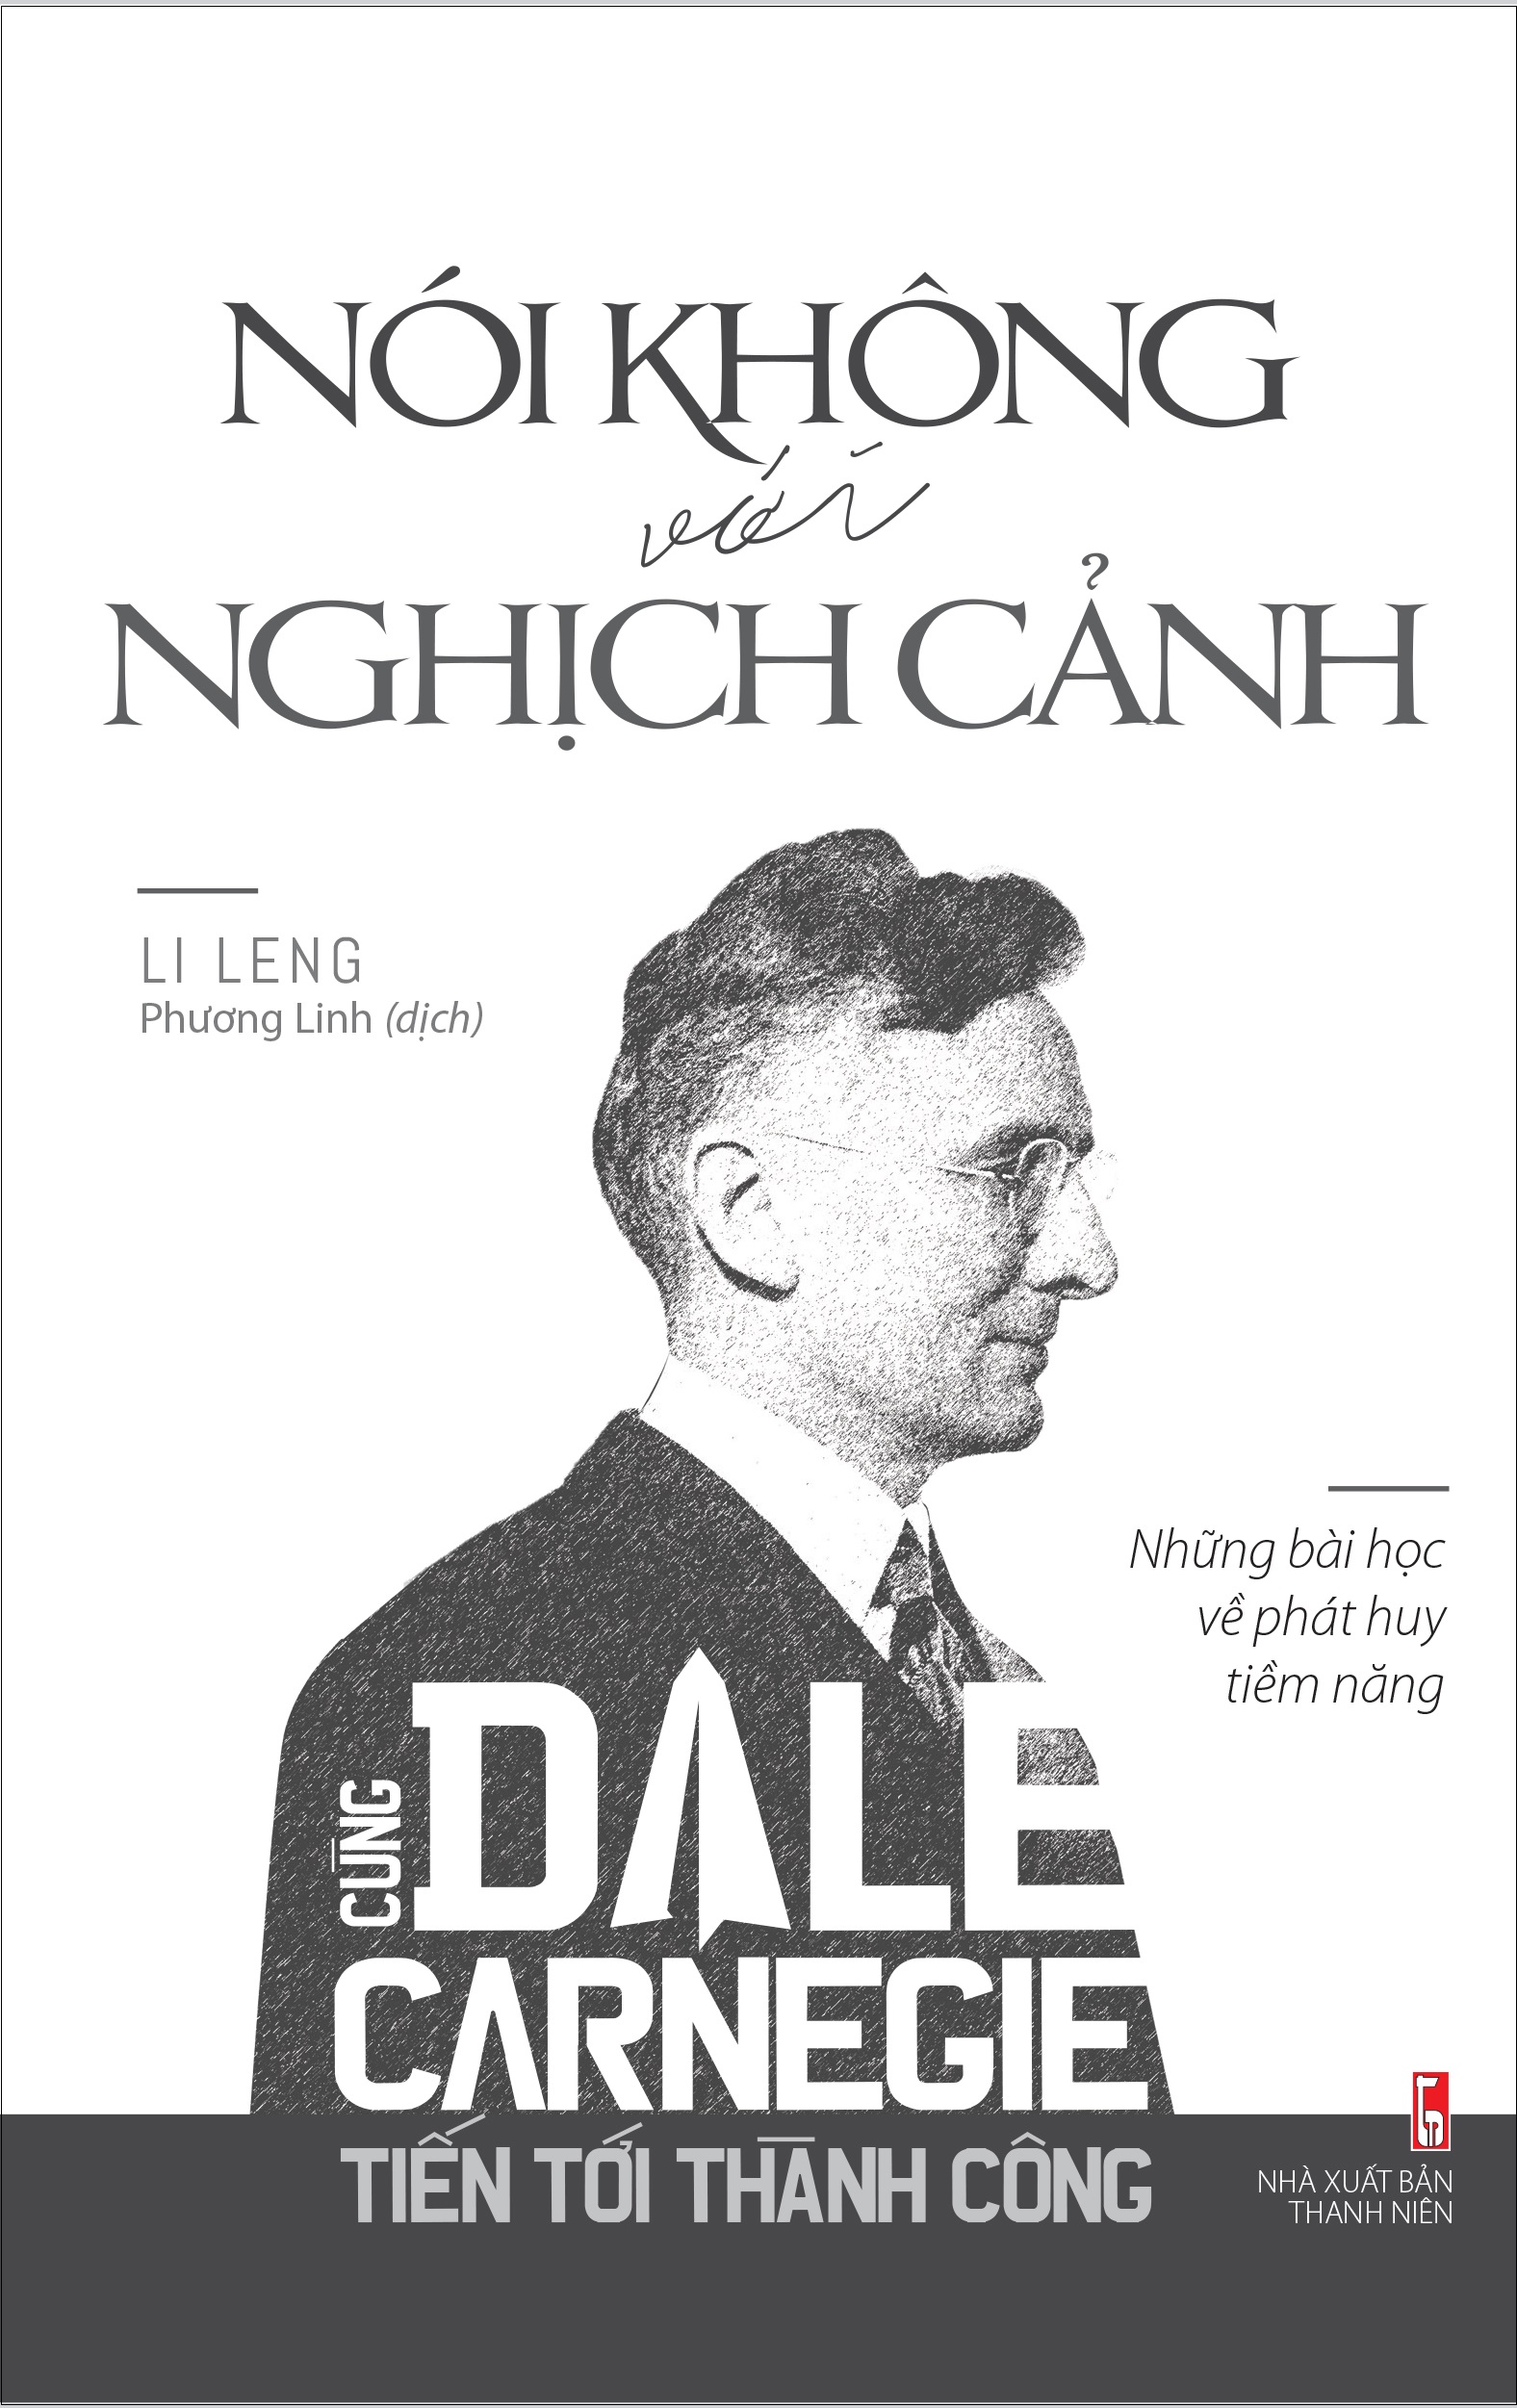 NÓI KHÔNG
với
NGHỊCH CẢNH
LI LENG
Phương Linh (dịch)
Những bài học
về phát huy
tiềm năng
CÙNG
DALE
CARNEGIE
TIẾN TỚI THÀNH CÔNG
NHÀ XUẤT BẢN
THANH NIÊN